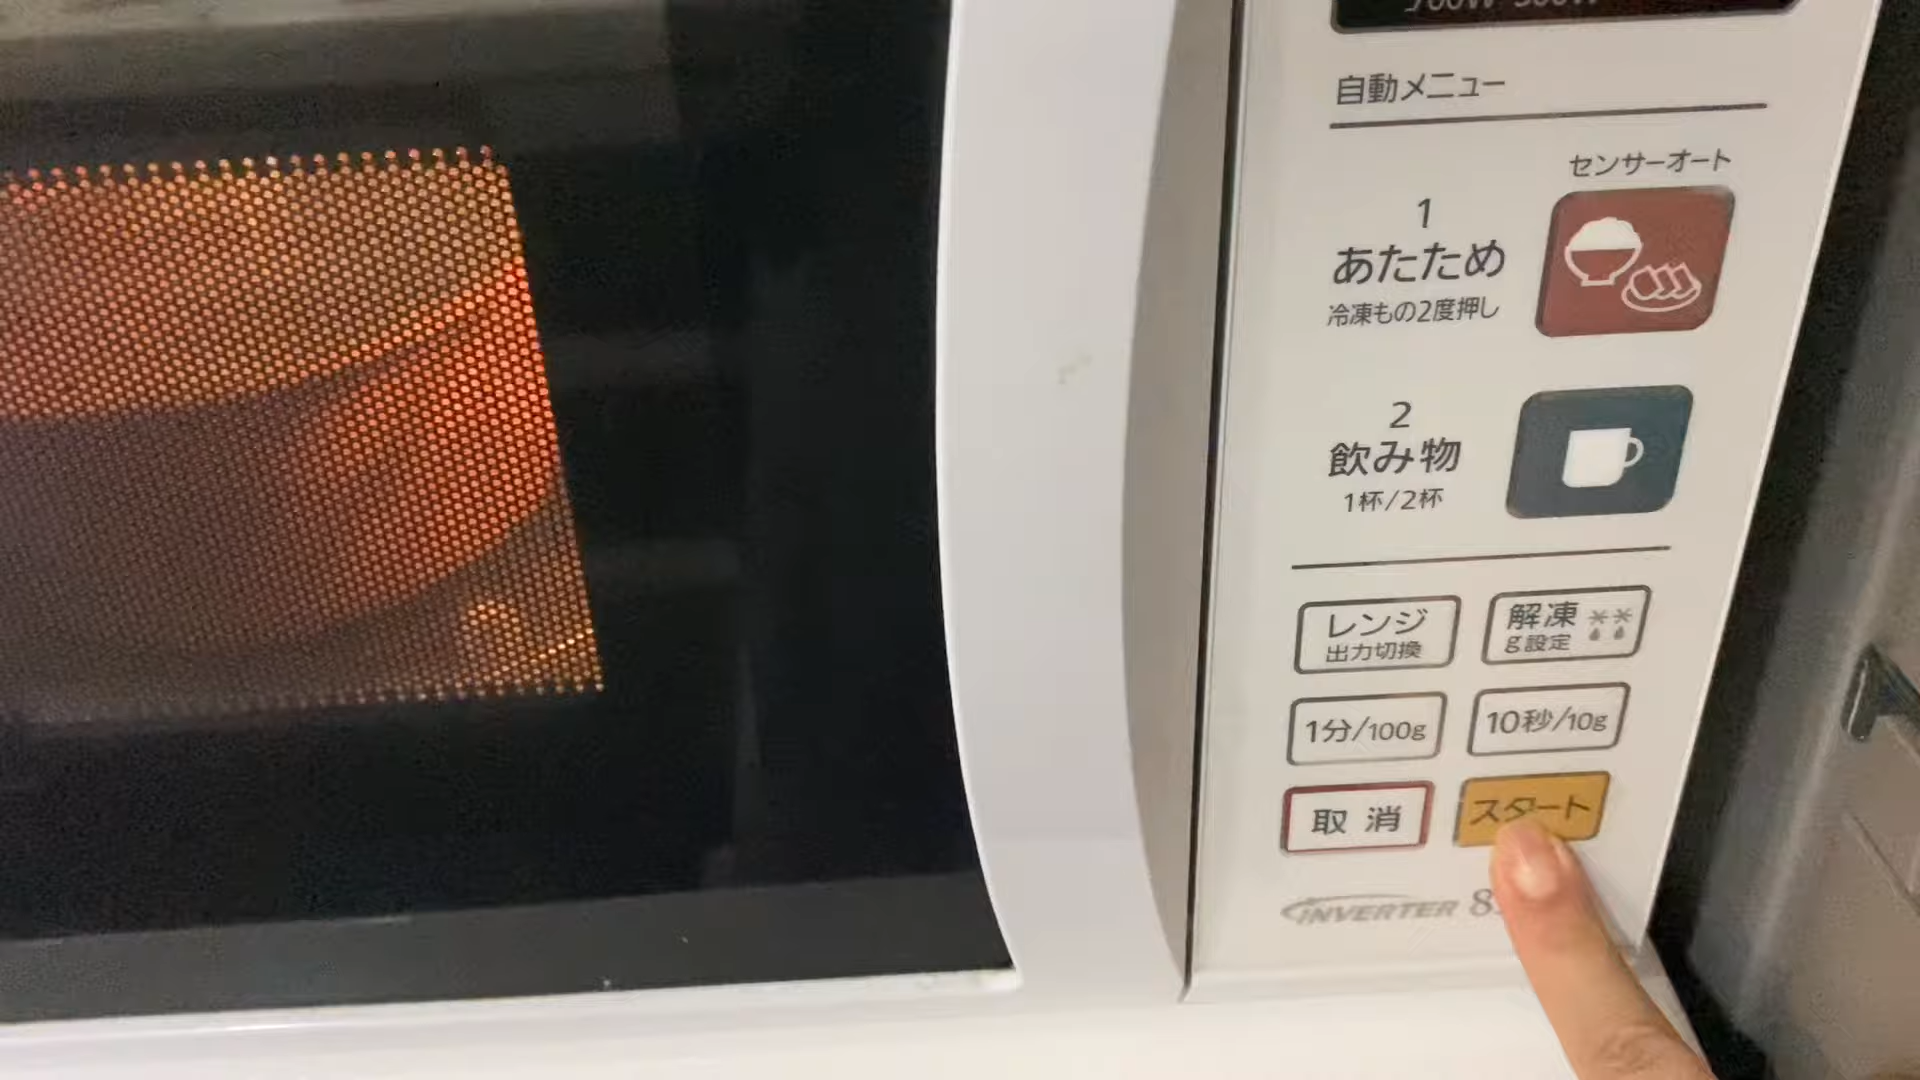 自動メニュー
センサーオート
1
あたため
冷凍もの2度押し
2
飲み物
1杯/2杯
レンジ
出力切換
解凍
g設定
1分/100g
10秒/10g
取消
スタート
INVERTER